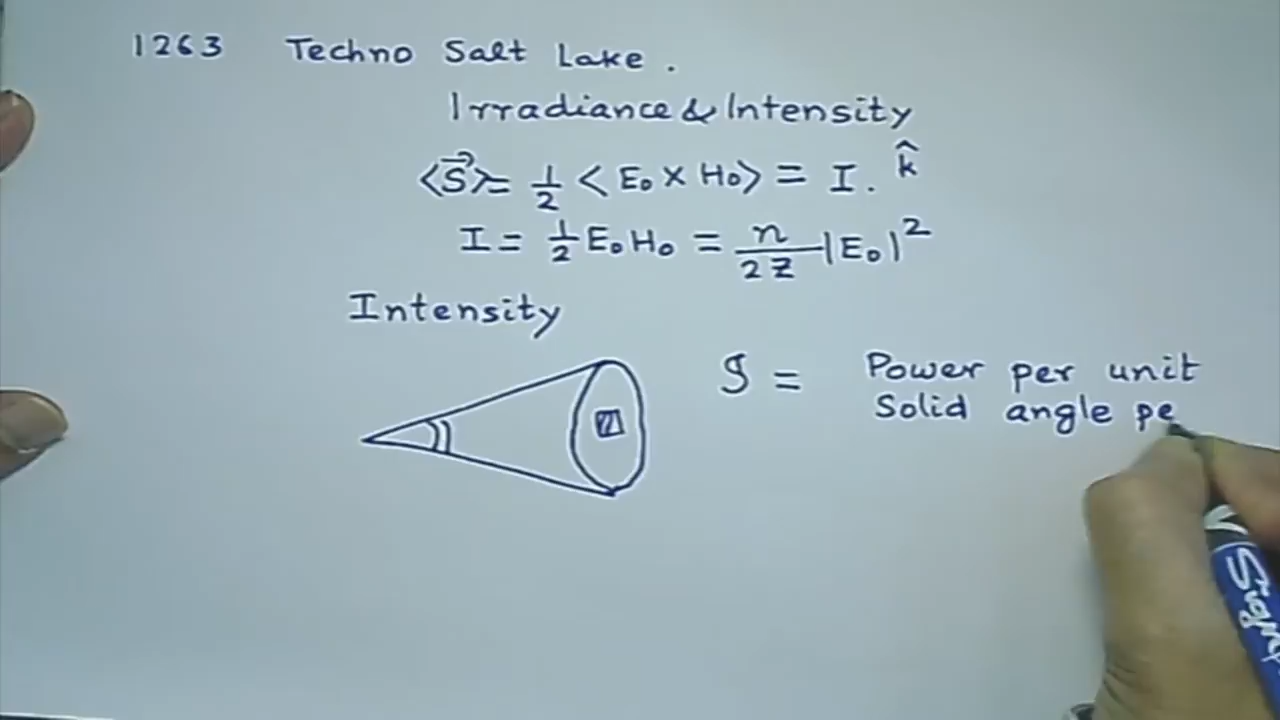 1263 Techno Salt Lake.
Irradiance & Intensity
⟨S⃗⟩ = 1/2 ⟨E₀ × H₀⟩ = I. k̂
I = 1/2 E₀H₀ = n/2Z |E₀|²
Intensity
I = Power per unit
Solid angle pe